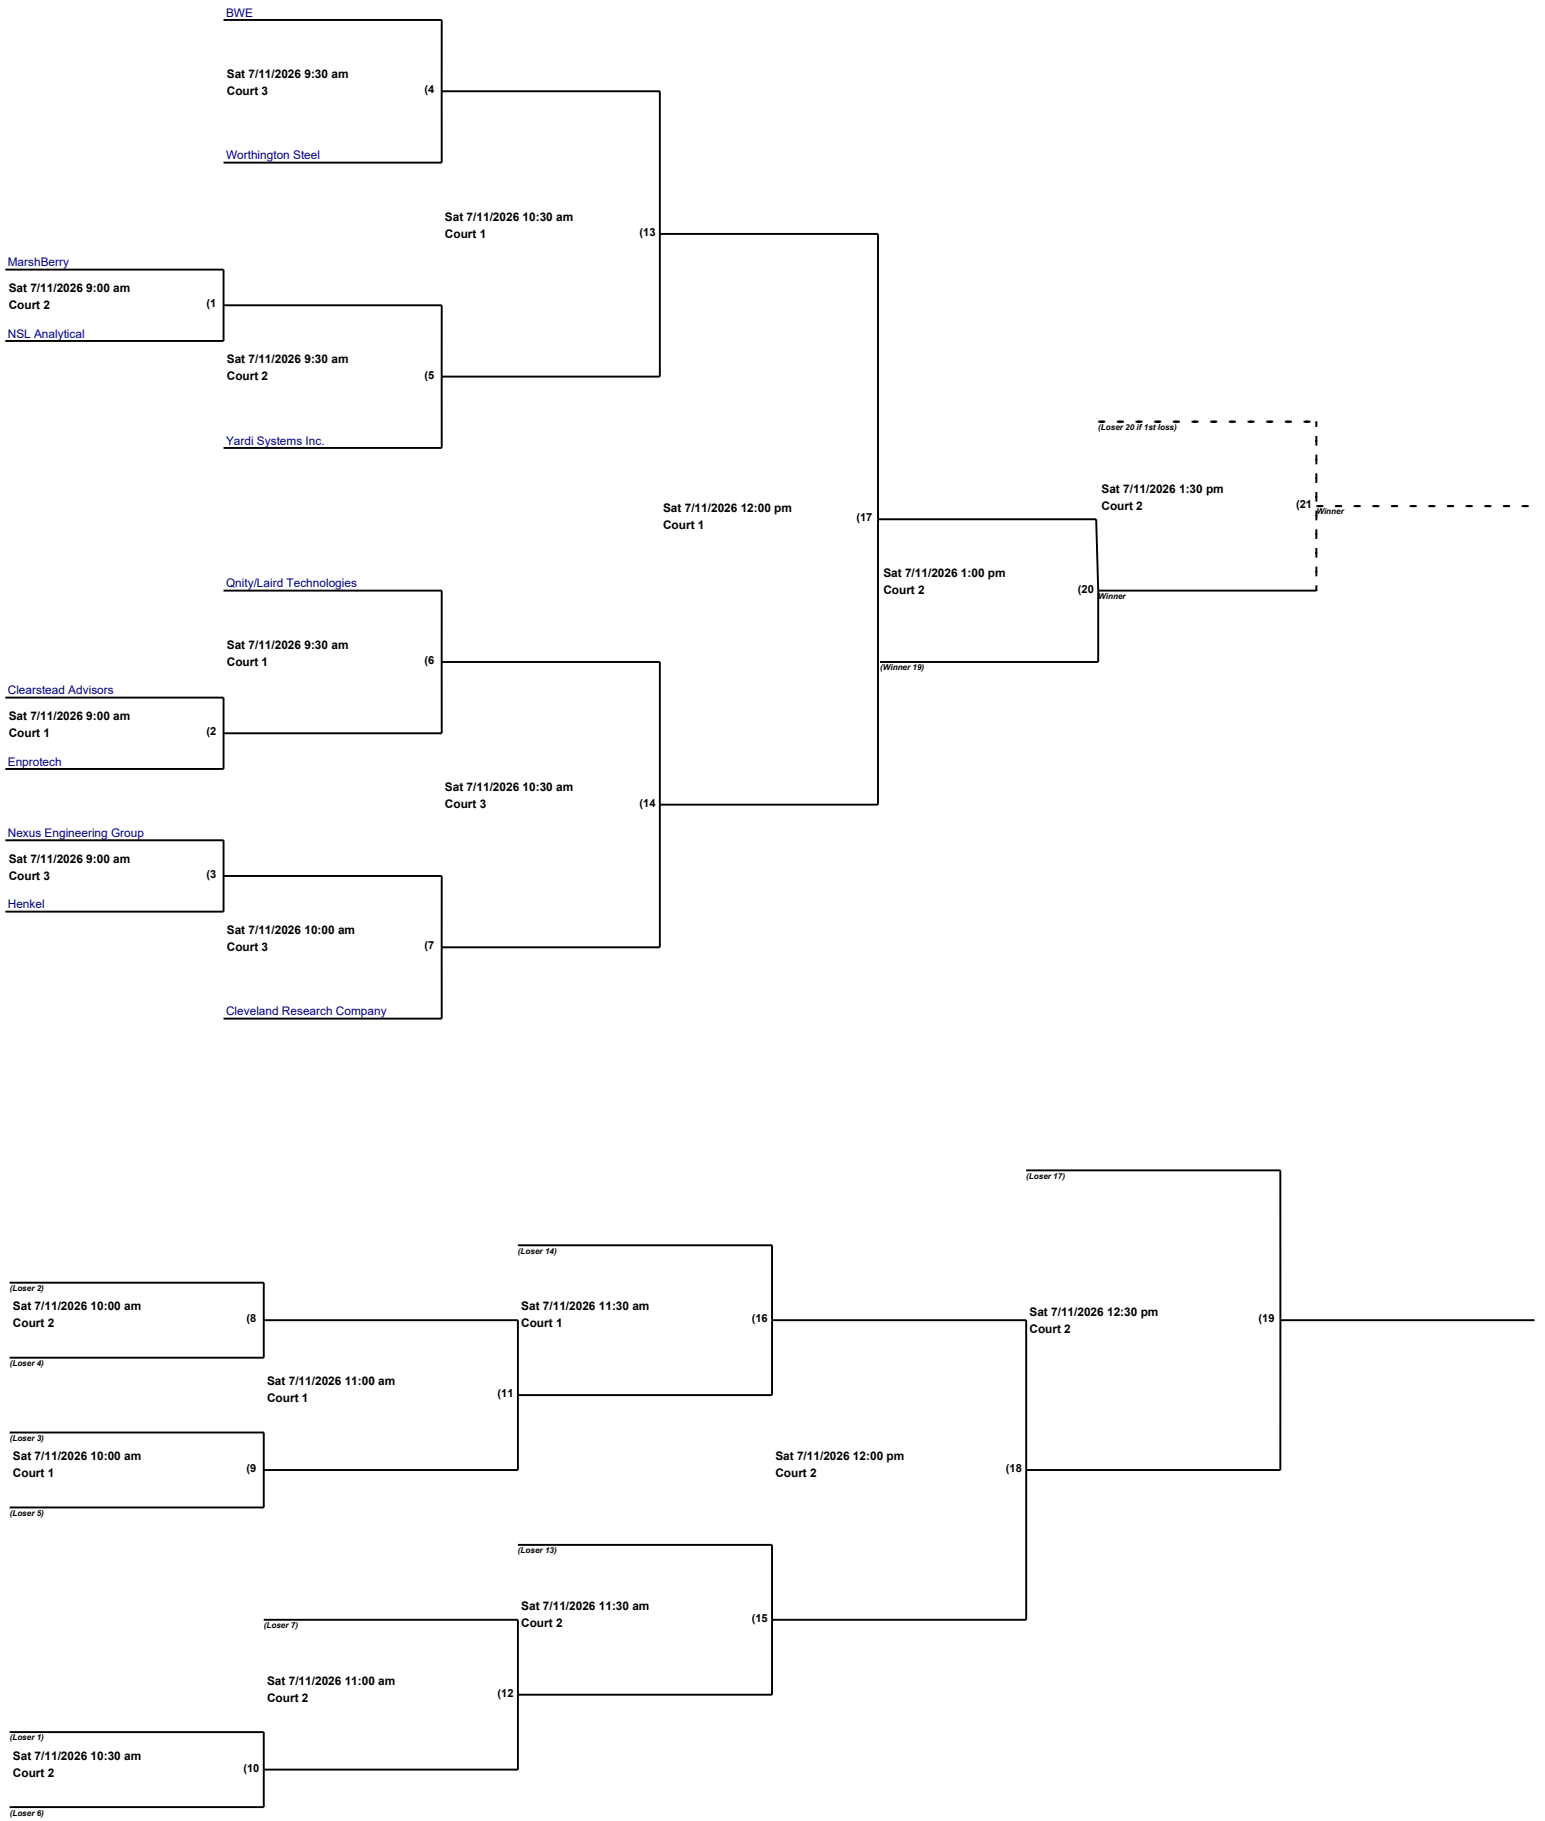 BWE
Sat 7/11/2026 9:30 am
Court 3
(4
Worthington Steel
Sat 7/11/2026 10:30 am
Court 1
(13
MarshBerry
Sat 7/11/2026 9:00 am
Court 2
(1
NSL Analytical
Sat 7/11/2026 9:30 am
Court 2
(5
Yardi Systems Inc.
(Loser 20 if 1st loss)
Sat 7/11/2026 1:30 pm
Court 2
(21
Winner
Sat 7/11/2026 12:00 pm
Court 1
(17
Sat 7/11/2026 1:00 pm
Court 2
(20
Winner
(Winner 19)
Qnity/Laird Technologies
Sat 7/11/2026 9:30 am
Court 1
(6
Clearstead Advisors
Sat 7/11/2026 9:00 am
Court 1
(2
Enprotech
Sat 7/11/2026 10:30 am
Court 3
(14
Nexus Engineering Group
Sat 7/11/2026 9:00 am
Court 3
(3
Henkel
Sat 7/11/2026 10:00 am
Court 3
(7
Cleveland Research Company
(Loser 17)
(Loser 14)
(Loser 2)
Sat 7/11/2026 10:00 am
Court 2
(8
(Loser 4)
Sat 7/11/2026 11:30 am
Court 1
(16
Sat 7/11/2026 12:30 pm
Court 2
(19
Sat 7/11/2026 11:00 am
Court 1
(11
(Loser 3)
Sat 7/11/2026 10:00 am
Court 1
(9
(Loser 5)
Sat 7/11/2026 12:00 pm
Court 2
(18
(Loser 13)
Sat 7/11/2026 11:30 am
Court 2
(15
(Loser 7)
Sat 7/11/2026 11:00 am
Court 2
(12
(Loser 1)
Sat 7/11/2026 10:30 am
Court 2
(10
(Loser 6)